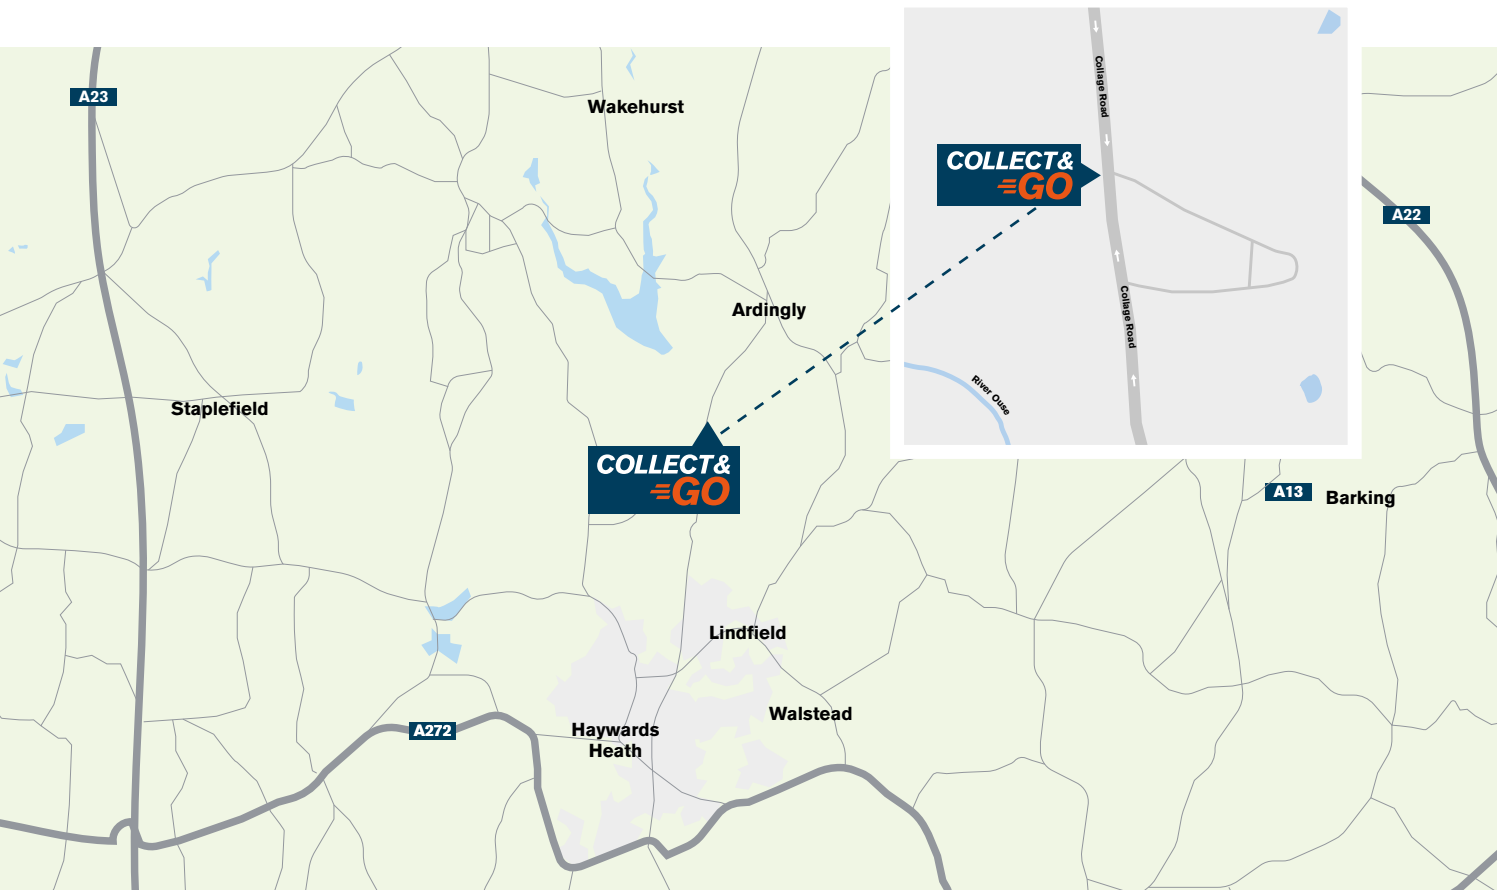 A23
Wakehurst
Collage Road
COLLECT&
GO
A22
Ardingly
Collage Road
River Ouse
Staplefield
COLLECT&
GO
A13
Barking
Lindfield
Walstead
Haywards
Heath
A272